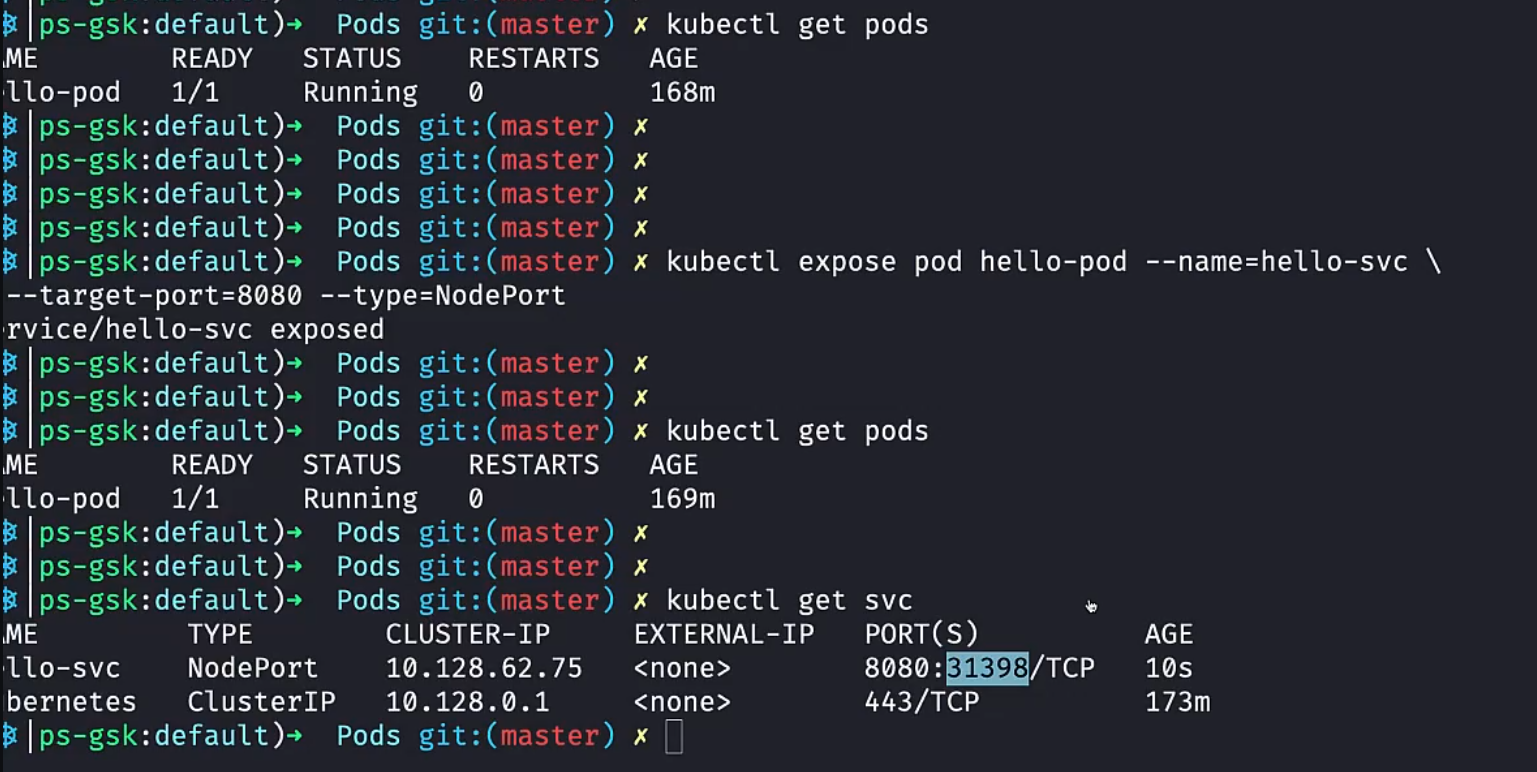 |ps-gsk:default)→ Pods git:(master) ✗ kubectl get pods
ME READY STATUS RESTARTS AGE
llo-pod 1/1 Running 0 168m
|ps-gsk:default)→ Pods git:(master) ✗
|ps-gsk:default)→ Pods git:(master) ✗
|ps-gsk:default)→ Pods git:(master) ✗
|ps-gsk:default)→ Pods git:(master) ✗
|ps-gsk:default)→ Pods git:(master) ✗ kubectl expose pod hello-pod --name=hello-svc \
--target-port=8080 --type=NodePort
rvice/hello-svc exposed
|ps-gsk:default)→ Pods git:(master) ✗
|ps-gsk:default)→ Pods git:(master) ✗
|ps-gsk:default)→ Pods git:(master) ✗ kubectl get pods
ME READY STATUS RESTARTS AGE
llo-pod 1/1 Running 0 169m
|ps-gsk:default)→ Pods git:(master) ✗
|ps-gsk:default)→ Pods git:(master) ✗
|ps-gsk:default)→ Pods git:(master) ✗ kubectl get svc
ME TYPE CLUSTER-IP EXTERNAL-IP PORT(S) AGE
llo-svc NodePort 10.128.62.75 <none> 8080:31398/TCP 10s
bernetes ClusterIP 10.128.0.1 <none> 443/TCP 173m
|ps-gsk:default)→ Pods git:(master) ✗